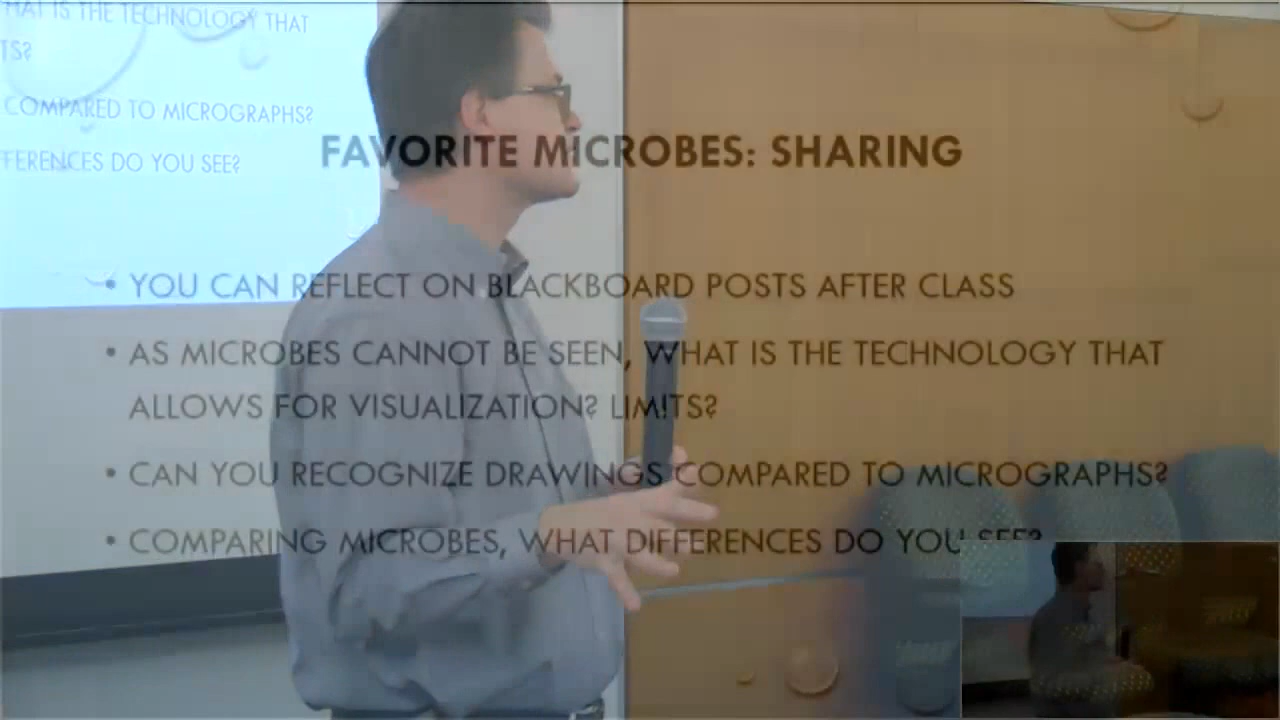 HAT IS THE TECHNOLOGY THAT
TS?
COMPARED TO MICROGRAPHS?
FERENCES DO YOU SEE?
FAVORITE MICROBES: SHARING
• YOU CAN REFLECT ON BLACKBOARD POSTS AFTER CLASS
• AS MICROBES CANNOT BE SEEN, WHAT IS THE TECHNOLOGY THAT
ALLOWS FOR VISUALIZATION? LIMITS?
• CAN YOU RECOGNIZE DRAWINGS COMPARED TO MICROGRAPHS?
• COMPARING MICROBES, WHAT DIFFERENCES DO YOU SEE?